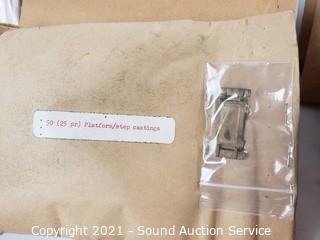 50 (25 pr) Platform/step castings
Copyright 2021 - Sound Auction Service